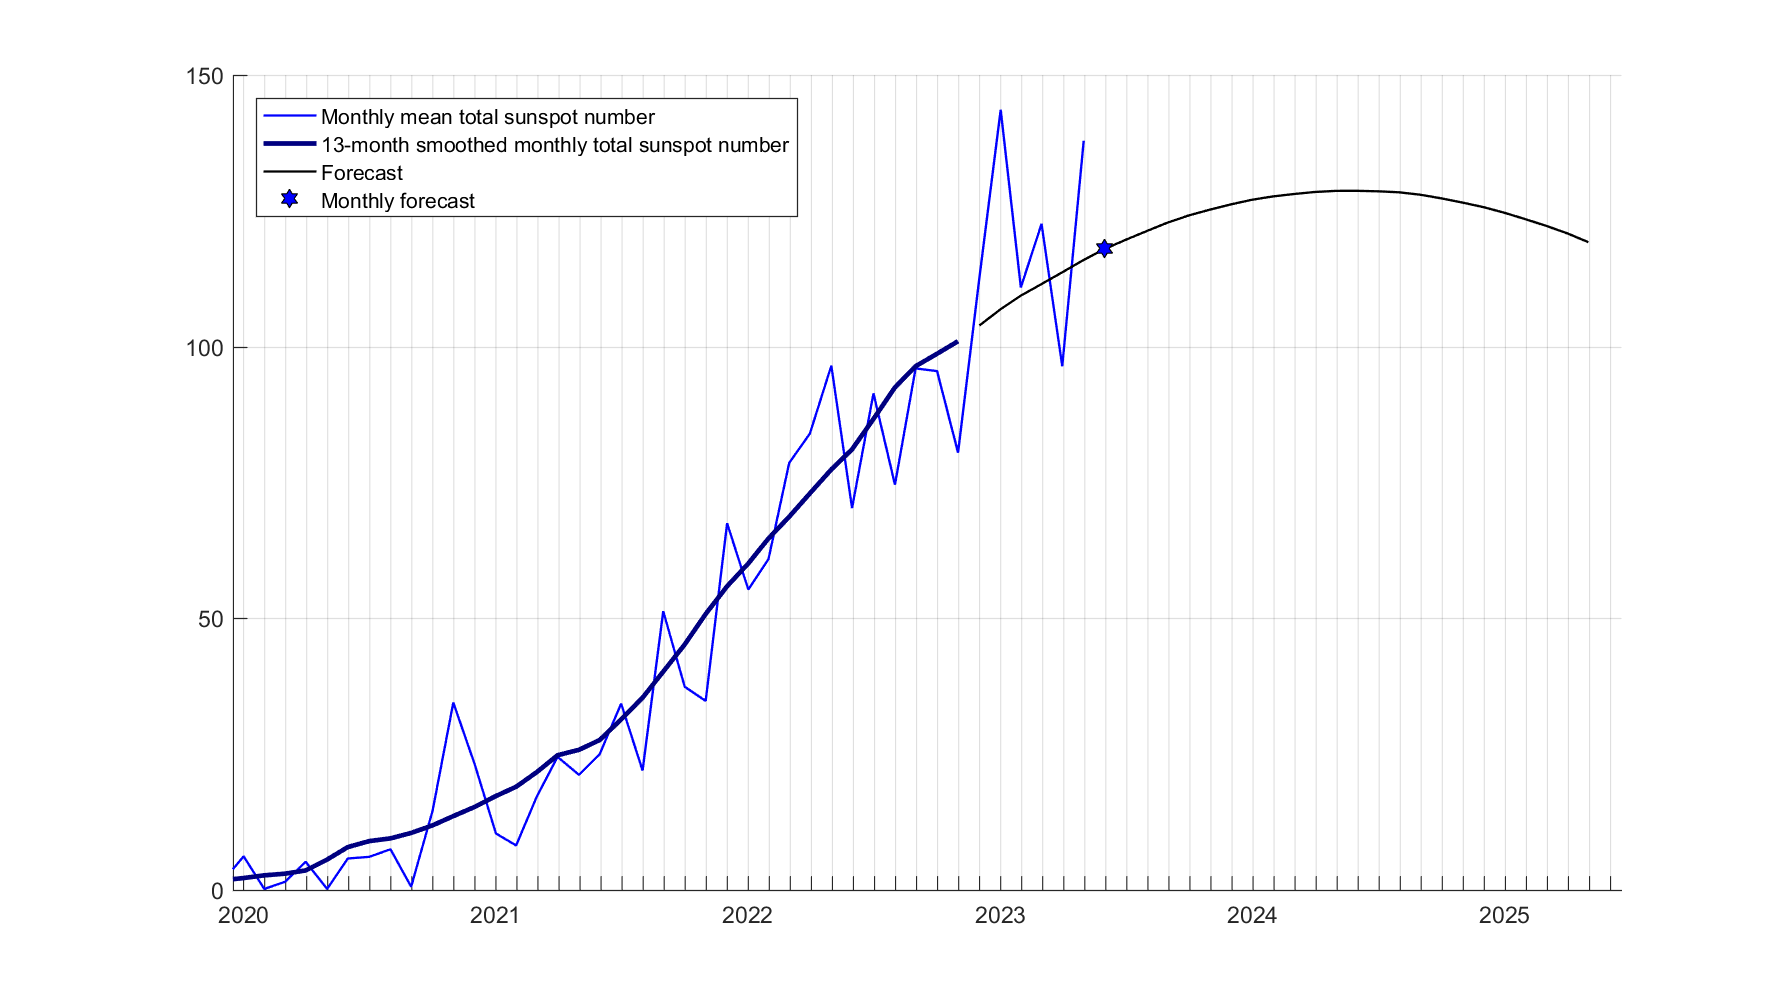 150
Monthly mean total sunspot number
13-month smoothed monthly total sunspot number
Forecast
Monthly forecast
100
50
0
2020 2021 2022 2023 2024 2025